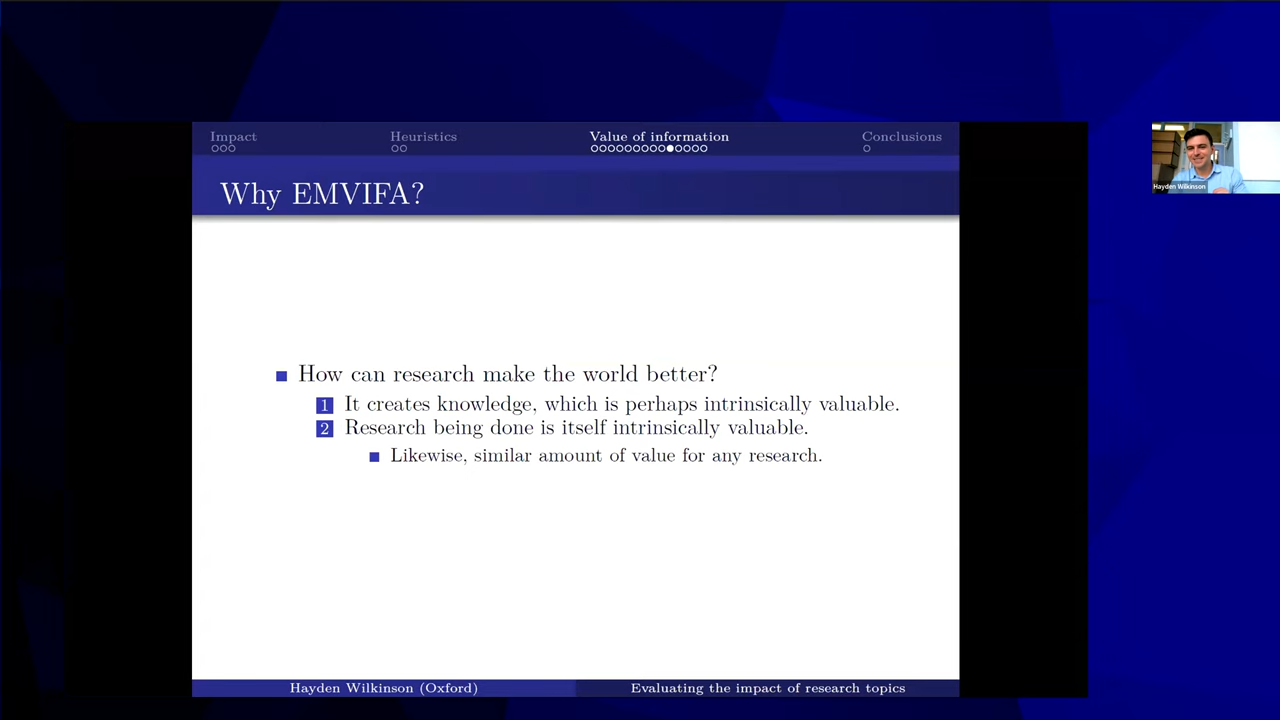 Impact
Heuristics
Value of information
Conclusions
Why EMVIFA?
How can research make the world better?
1 It creates knowledge, which is perhaps intrinsically valuable.
2 Research being done is itself intrinsically valuable.
Likewise, similar amount of value for any research.
Hayden Wilkinson (Oxford)
Evaluating the impact of research topics
Hayden Wilkinson